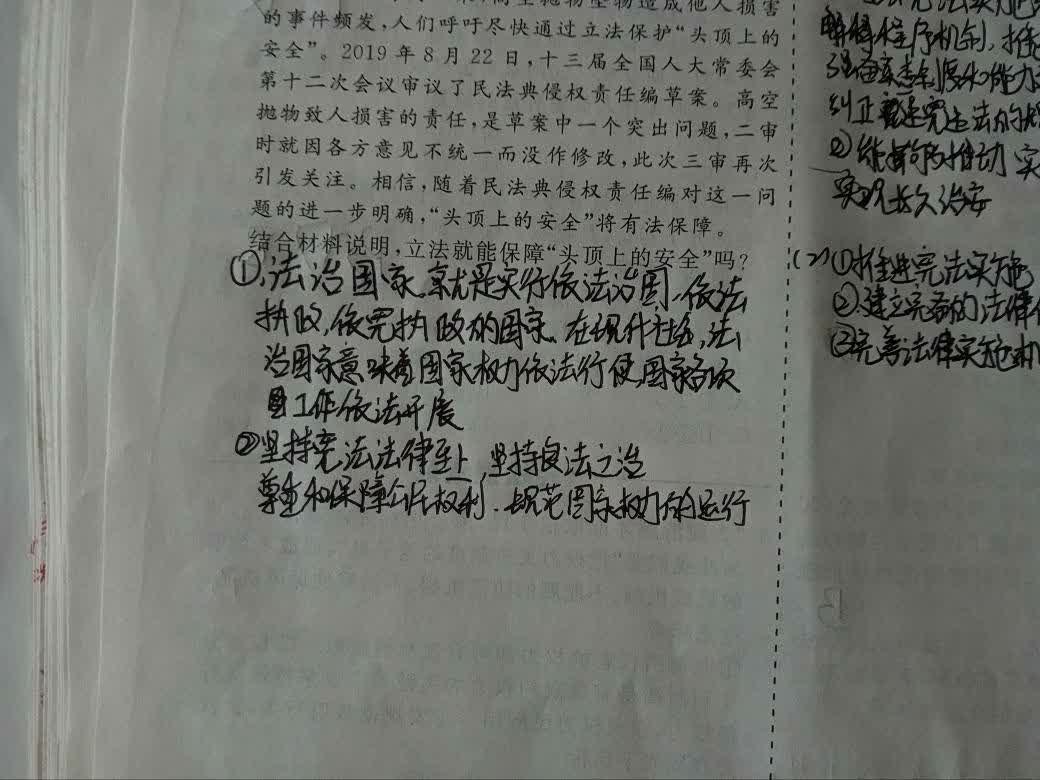 高空抛物坠物造成他人损害
的事件频发，人们呼吁尽快通过立法保护“头顶上的
安全”。2019年8月22日，十三届全国人大常委会
第十二次会议审议了民法典侵权责任编草案。高空
抛物致人损害的责任，是草案中一个突出问题，二审
时就因各方意见不统一而没作修改，此次三审再次
引发关注。相信，随着民法典侵权责任编对这一问
题的进一步明确，“头顶上的安全”将有法保障。
结合材料说明，立法就能保障“头顶上的安全”吗？
①，法治国家，就是实行依法治国，依法
执政，依宪执政的国家。在现代社会，法
治国家意味着国家权力依法行使，国家各项
工作依法开展
②坚持宪法法律至上，坚持良法之治
尊重和保障公民权利．规范国家权力的运行
解释程序机制，推
纠正违宪违法的
②能够推动实
实现长久治安
(2)①推进宪法实施
②建立完备的法律
③完善法律实施机